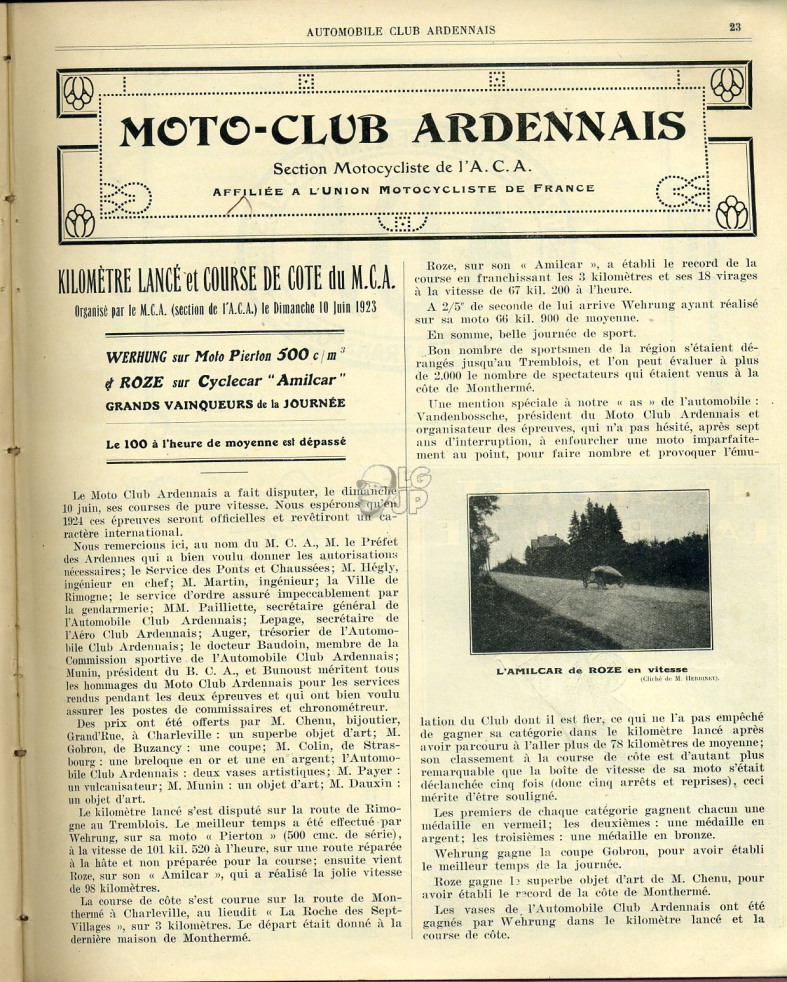 AUTOMOBILE CLUB ARDENNAIS
23
MOTO-CLUB ARDENNAIS
Section Motocycliste de l'A.C.A.
AFFILIÉE A L'UNION MOTOCYCLISTE DE FRANCE
KILOMÈTRE LANCÉ et COURSE DE COTE du M.C.A.
Organisé par le M.C.A. (section de l'A.C.A.) le Dimanche 10 Juin 1923
WERHUNG sur Moto Pierton 500 c/m³
et ROZE sur Cyclecar "Amilcar"
GRANDS VAINQUEURS de la JOURNÉE
Le 100 à l'heure de moyenne est dépassé
Le Moto Club Ardennais a fait disputer, le dimanche
10 juin, ses courses de pure vitesse. Nous espérons qu'en
1924 ces épreuves seront officielles et revêtiront un ca-
ractère international.
Nous remercions ici, au nom du M. C. A., M. le Préfet
des Ardennes qui a bien voulu donner les autorisations
nécessaires; le Service des Ponts et Chaussées; M. Hégly,
ingénieur en chef; M. Martin, ingénieur; la Ville de
Rimogne; le service d'ordre assuré impeccablement par
la gendarmerie; MM. Pailliette, secrétaire général de
l'Automobile Club Ardennais; Lepage, secrétaire de
l'Aéro Club Ardennais; Auger, trésorier de l'Automo-
bile Club Ardennais; le docteur Baudoin, membre de la
Commission sportive de l'Automobile Club Ardennais;
Munin, président du B. C. A., et Bunoust méritent tous
les hommages du Moto Club Ardennais pour les services
rendus pendant les deux épreuves et qui ont bien voulu
assurer les postes de commissaires et chronométreur.
Des prix ont été offerts par M. Chenu, bijoutier,
Grand'Rue, à Charleville : un superbe objet d'art; M.
Gobron, de Buzancy : une coupe; M. Colin, de Stras-
bourg : une breloque en or et une en argent; l'Automo-
bile Club Ardennais : deux vases artistiques; M. Payer :
un vulcanisateur; M. Munin : un objet d'art; M. Dauxin :
un objet d'art.
Le kilomètre lancé s'est disputé sur la route de Rimo-
gne au Tremblois. Le meilleur temps a été effectué par
Wehrung, sur sa moto « Pierton » (500 cmc. de série),
à la vitesse de 101 kil. 520 à l'heure, sur une route réparée
à la hâte et non préparée pour la course; ensuite vient
Roze, sur son « Amilcar », qui a réalisé la jolie vitesse
de 98 kilomètres.
La course de côte s'est courue sur la route de Mon-
thermé à Charleville, au lieudit « La Roche des Sept-
Villages », sur 3 kilomètres. Le départ était donné à la
dernière maison de Monthermé.
Roze, sur son « Amilcar », a établi le record de la
course en franchissant les 3 kilomètres et ses 18 virages
à la vitesse de 67 kil. 200 à l'heure.
A 2/5e de seconde de lui arrive Wehrung ayant réalisé
sur sa moto 66 kil. 900 de moyenne.
En somme, belle journée de sport.
Bon nombre de sportsmen de la région s'étaient dé-
rangés jusqu'au Tremblois, et l'on peut évaluer à plus
de 2.000 le nombre de spectateurs qui étaient venus à la
côte de Monthermé.
Une mention spéciale à notre « as » de l'automobile :
Vandenbossche, président du Moto Club Ardennais et
organisateur des épreuves, qui n'a pas hésité, après sept
ans d'interruption, à enfourcher une moto imparfaite-
ment au point, pour faire nombre et provoquer l'ému-
L'AMILCAR de ROZE en vitesse
(Cliché de M. HERBINET).
lation du Club dont il est fier, ce qui ne l'a pas empêché
de gagner sa catégorie dans le kilomètre lancé après
avoir parcouru à l'aller plus de 78 kilomètres de moyenne;
son classement à la course de côte est d'autant plus
remarquable que la boîte de vitesse de sa moto s'était
déclanchée cinq fois (donc cinq arrêts et reprises), ceci
mérite d'être souligné.
Les premiers de chaque catégorie gagnent chacun une
médaille en vermeil; les deuxièmes : une médaille en
argent; les troisièmes : une médaille en bronze.
Wehrung gagne la coupe Gobron, pour avoir établi
le meilleur temps de la journée.
Roze gagne le superbe objet d'art de M. Chenu, pour
avoir établi le record de la côte de Monthermé.
Les vases de l'Automobile Club Ardennais ont été
gagnés par Wehrung dans le kilomètre lancé et la
course de côte.